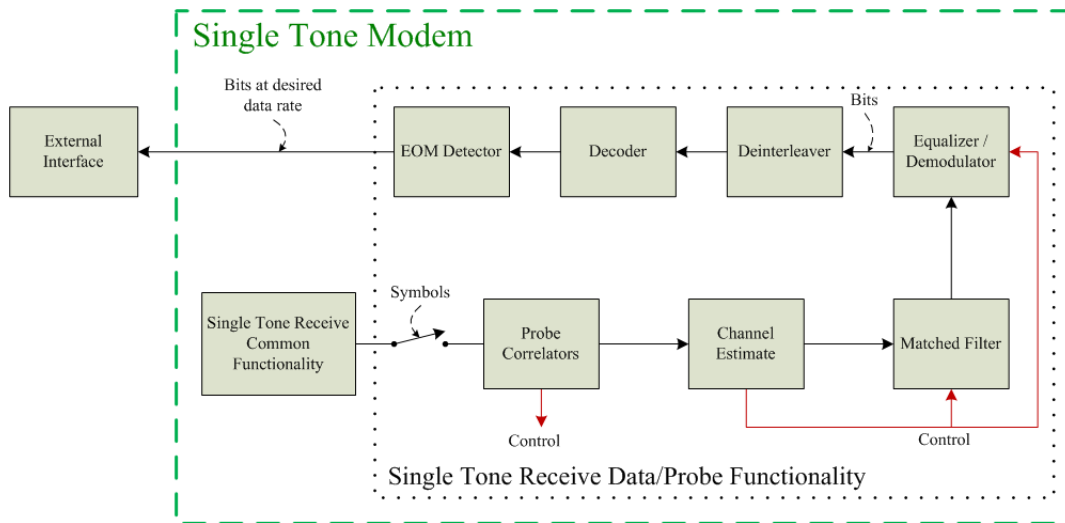 Single Tone Modem
Bits at desired
data rate
Bits
External
Interface
EOM Detector
Decoder
Deinterleaver
Equalizer /
Demodulator
Symbols
Single Tone Receive
Common
Functionality
Probe
Correlators
Channel
Estimate
Matched Filter
Control
Control
Single Tone Receive Data/Probe Functionality